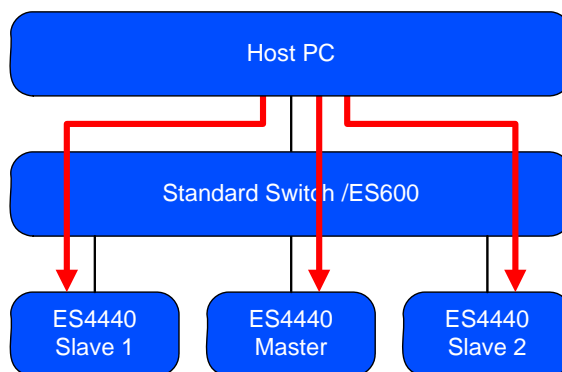 Host PC
Standard Switch /ES600
ES4440
Slave 1
ES4440
Master
ES4440
Slave 2